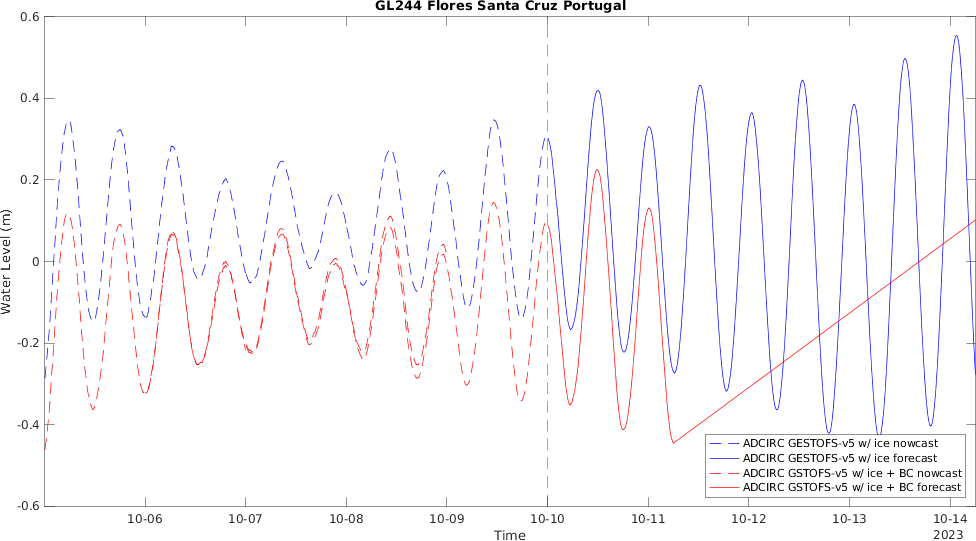 GL244 Flores Santa Cruz Portugal
0.6
0.4
0.2
0
-0.2
-0.4
-0.6
Water Level (m)
10-06
10-07
10-08
10-09
10-10
10-11
10-12
10-13
10-14
Time
2023
ADCIRC GESTOFS-v5 w/ ice nowcast
ADCIRC GESTOFS-v5 w/ ice forecast
ADCIRC GSTOFS-v5 w/ ice + BC nowcast
ADCIRC GSTOFS-v5 w/ ice + BC forecast